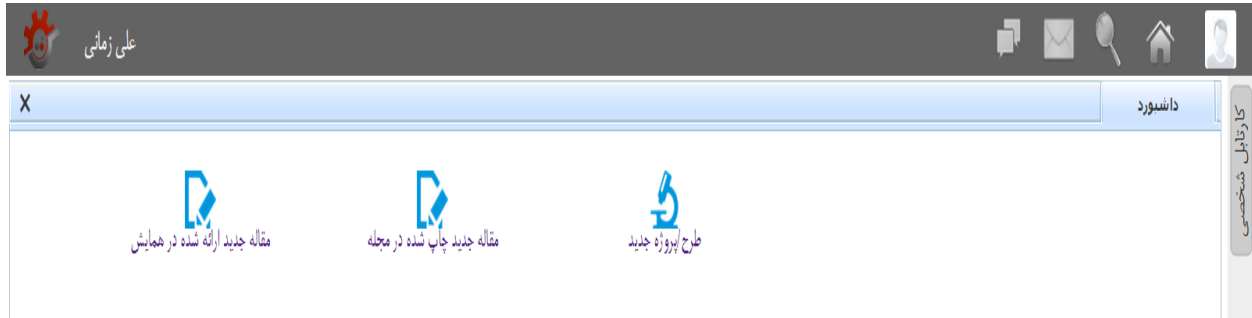 علی زمانی
داشبورد
X
کارتابل شخصی
طرح/پروژه جدید
مقاله جدید چاپ شده در مجله
مقاله جدید ارائه شده در همایش